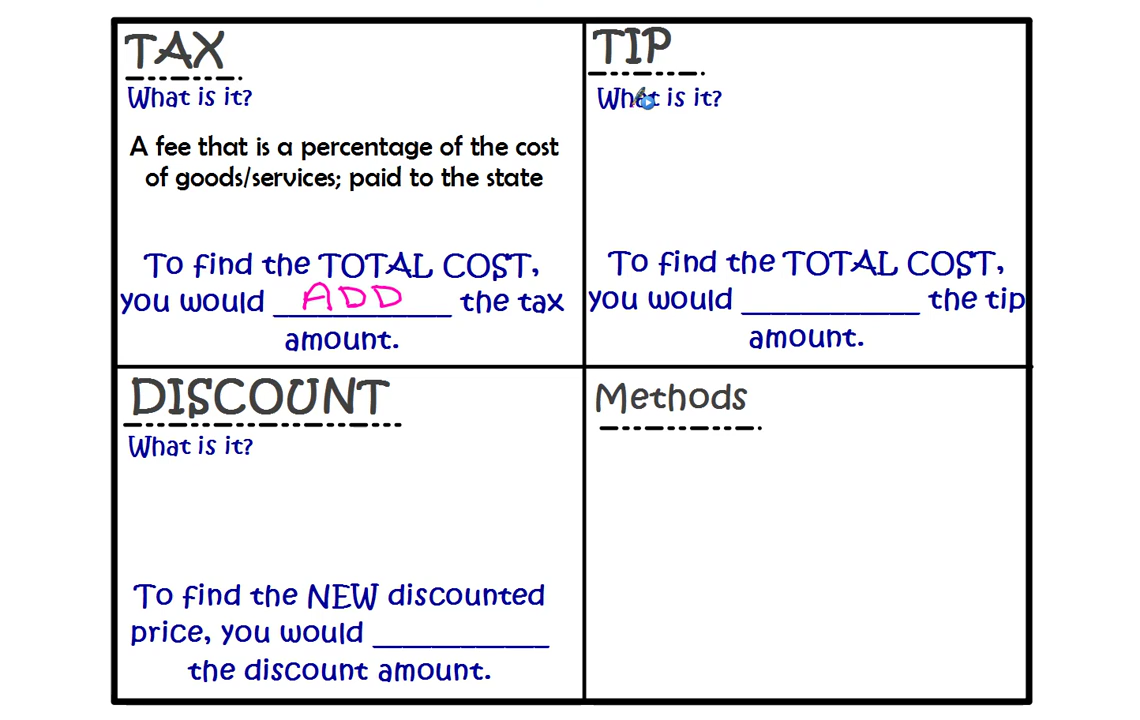 TAX
What is it?
A fee that is a percentage of the cost
of goods/services; paid to the state
To find the TOTAL COST,
you would ADD the tax
amount.
TIP
What is it?
To find the TOTAL COST,
you would ____________ the tip
amount.
DISCOUNT
What is it?
To find the NEW discounted
price, you would ____________
the discount amount.
Methods